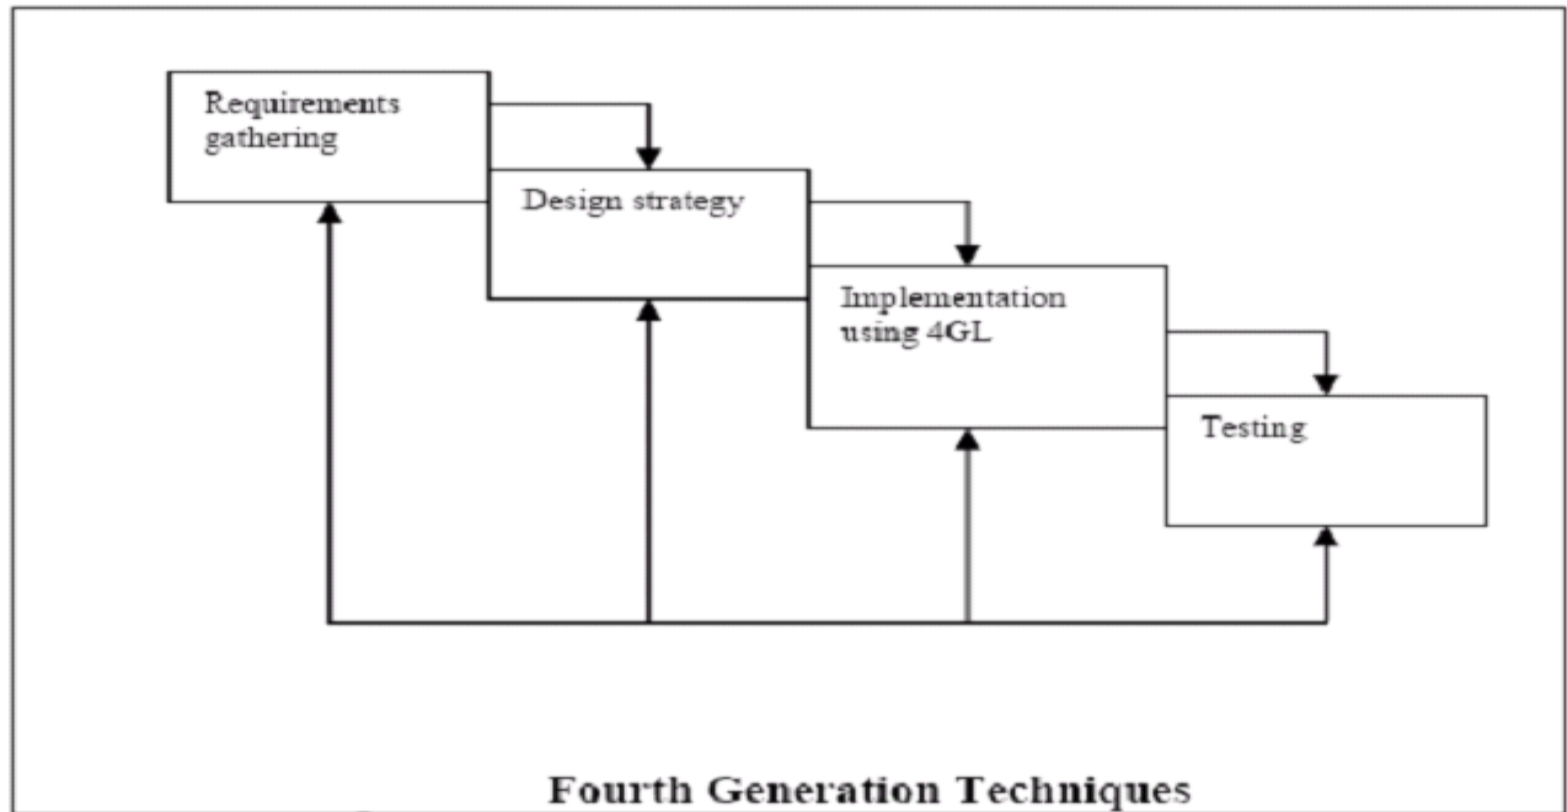 Requirements
gathering
Design strategy
Implementation
using 4GL
Testing
Fourth Generation Techniques